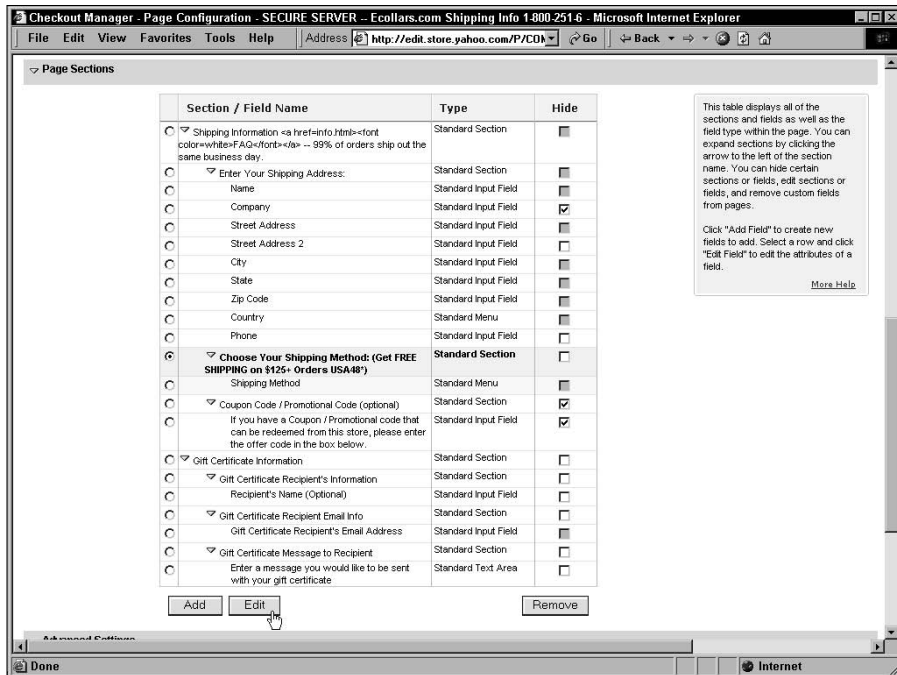 Checkout Manager - Page Configuration - SECURE SERVER -- Ecollars.com Shipping Info 1-800-251-6 - Microsoft Internet Explorer
File Edit View Favorites Tools Help Address http://edit.store.yahoo.com/P/CON Go Back
Page Sections
Section / Field Name Type Hide
Shipping Information <a href=info.html><font Standard Section
color=white>FAQ</font></a> -- 99% of orders ship out the
same business day.
Enter Your Shipping Address: Standard Section
Name Standard Input Field
Company Standard Input Field
Street Address Standard Input Field
Street Address 2 Standard Input Field
City Standard Input Field
State Standard Input Field
Zip Code Standard Input Field
Country Standard Menu
Phone Standard Input Field
Choose Your Shipping Method: (Get FREE Standard Section
SHIPPING on $125+ Orders USA48*)
Shipping Method Standard Menu
Coupon Code / Promotional Code (optional) Standard Section
If you have a Coupon / Promotional code that Standard Input Field
can be redeemed from this store, please enter
the offer code in the box below.
Gift Certificate Information Standard Section
Gift Certificate Recipient's Information Standard Section
Recipient's Name (Optional) Standard Input Field
Gift Certificate Recipient Email Info Standard Section
Gift Certificate Recipient's Email Address Standard Input Field
Gift Certificate Message to Recipient Standard Section
Enter a message you would like to be sent Standard Text Area
with your gift certificate
Add Edit Remove
This table displays all of the
sections and fields as well as the
field type within the page. You can
expand sections by clicking the
arrow to the left of the section
name. You can hide certain
sections or fields, edit sections or
fields, and remove custom fields
from pages.
Click "Add Field" to create new
fields to add. Select a row and click
"Edit Field" to edit the attributes of a
field.
More Help
Advanced Settings
Done Internet